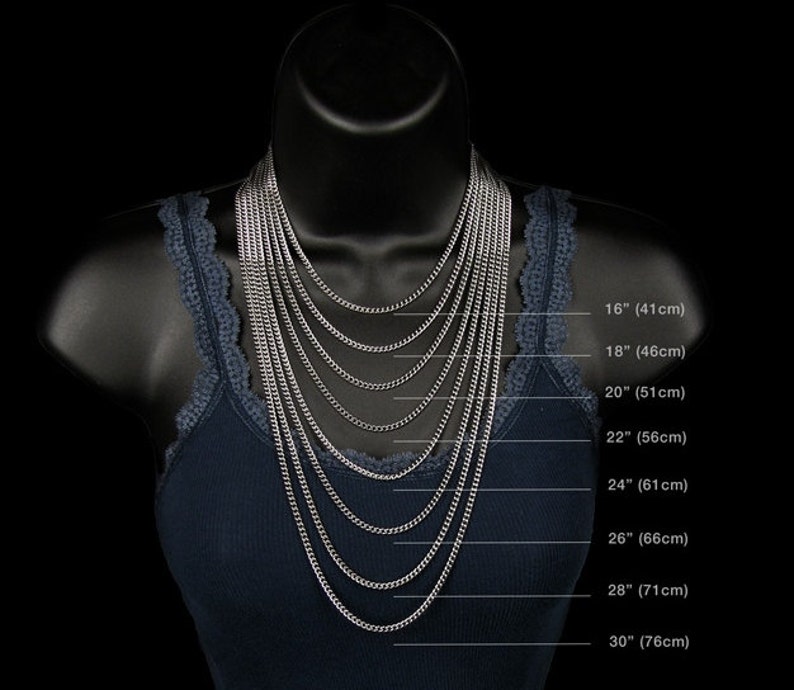 16” (41cm)
18” (46cm)
20” (51cm)
22” (56cm)
24” (61cm)
26” (66cm)
28” (71cm)
30” (76cm)